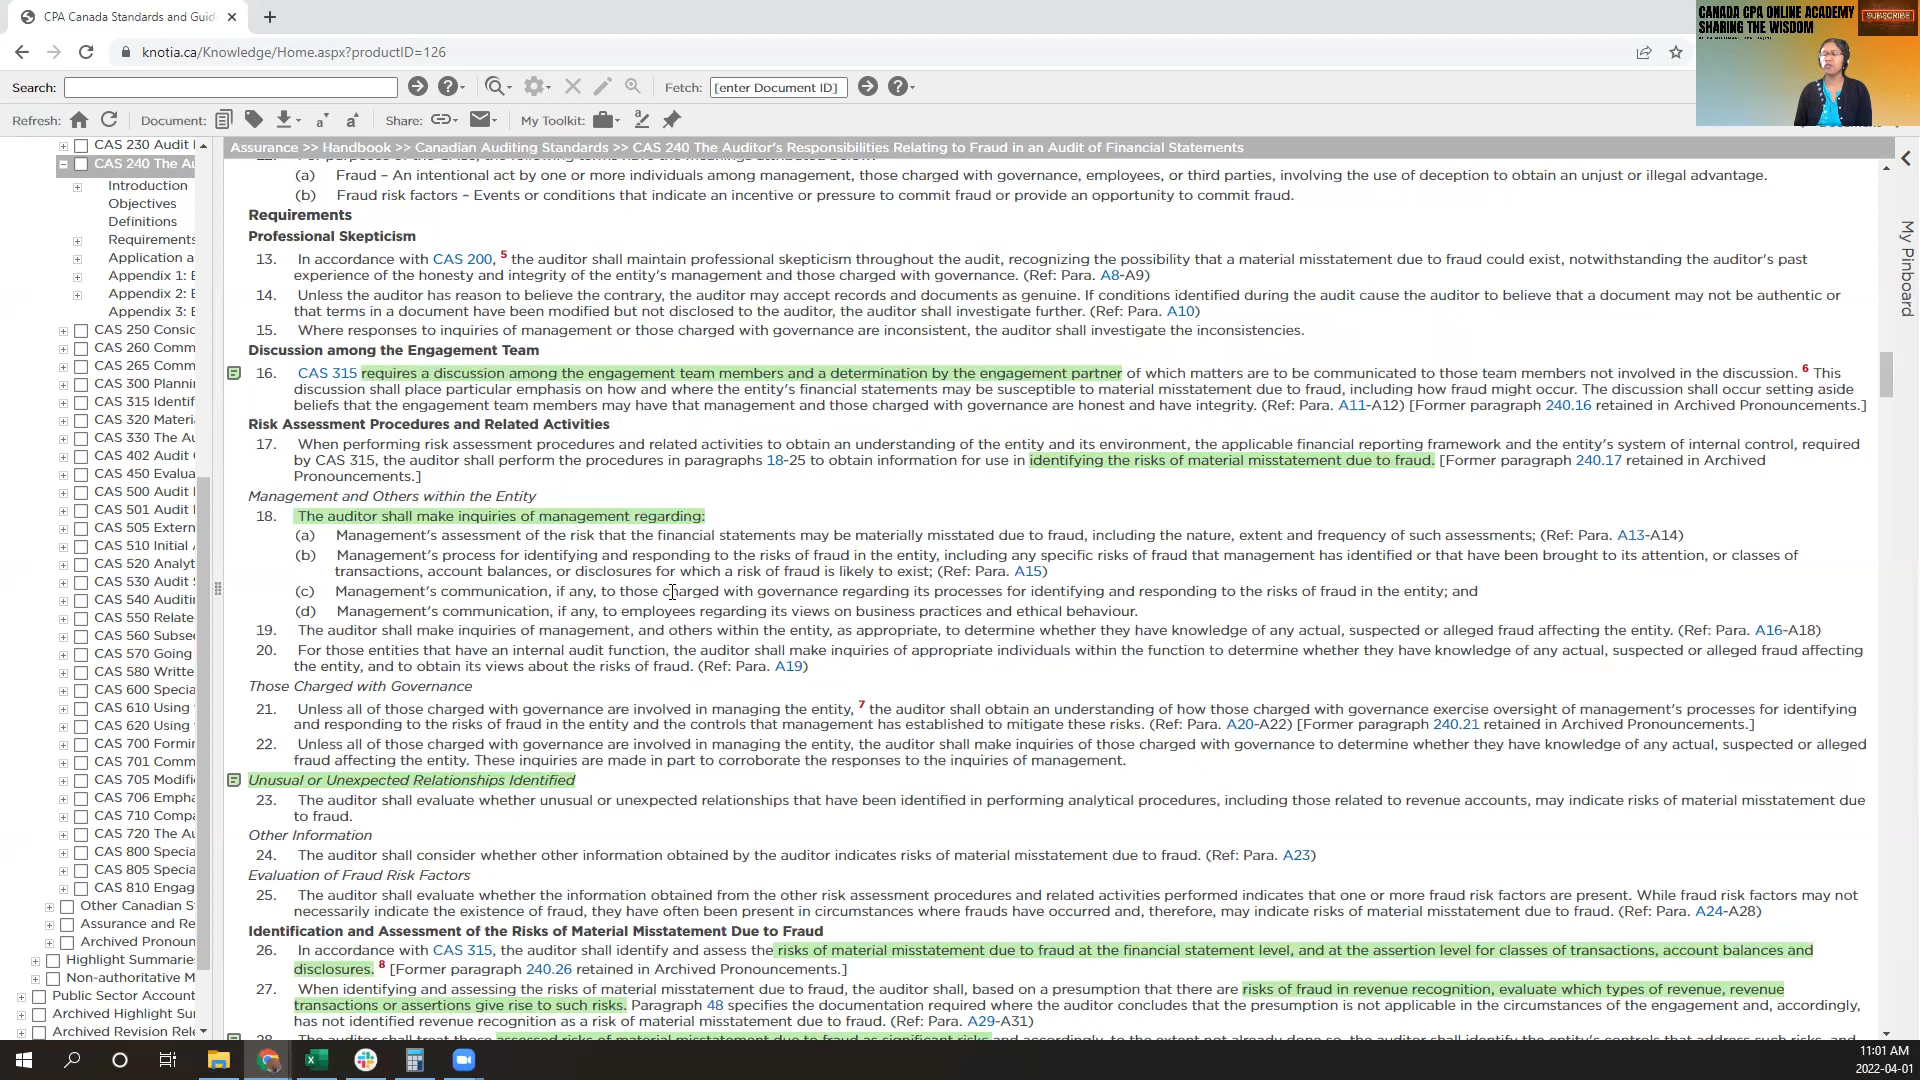 CPA Canada Standards and Guid
knotia.ca/Knowledge/Home.aspx?productID=126
CANADA CPA ONLINE ACADEMY
SHARING THE WISDOM
SUBSCRIBE
Search:
Fetch: [enter Document ID]
Refresh: Document: Share: My Toolkit:
My Pinboard
CAS 230 Audit I
CAS 240 The Au
Introduction
Objectives
Definitions
Requirements
Application a
Appendix 1: E
Appendix 2: E
Appendix 3: E
CAS 250 Consic
CAS 260 Comm
CAS 265 Comm
CAS 300 Plannin
CAS 315 Identif
CAS 320 Materia
CAS 330 The Au
CAS 402 Audit
CAS 450 Evalua
CAS 500 Audit I
CAS 501 Audit I
CAS 505 Extern
CAS 510 Initial
CAS 520 Analyt
CAS 530 Audit S
CAS 540 Auditin
CAS 550 Relate
CAS 560 Subsec
CAS 570 Going
CAS 580 Writte
CAS 600 Specia
CAS 610 Using
CAS 620 Using
CAS 700 Formin
CAS 701 Comm
CAS 705 Modifi
CAS 706 Empha
CAS 710 Compa
CAS 720 The Au
CAS 800 Specia
CAS 805 Specia
CAS 810 Engag
Other Canadian S
Assurance and Re
Archived Pronoun
Highlight Summarie
Non-authoritative M
Public Sector Account
Archived Highlight Sur
Archived Revision Rele
Assurance >> Handbook >> Canadian Auditing Standards >> CAS 240 The Auditor's Responsibilities Relating to Fraud in an Audit of Financial Statements
(a) Fraud – An intentional act by one or more individuals among management, those charged with governance, employees, or third parties, involving the use of deception to obtain an unjust or illegal advantage.
(b) Fraud risk factors – Events or conditions that indicate an incentive or pressure to commit fraud or provide an opportunity to commit fraud.
Requirements
Professional Skepticism
13. In accordance with CAS 200, 5 the auditor shall maintain professional skepticism throughout the audit, recognizing the possibility that a material misstatement due to fraud could exist, notwithstanding the auditor's past
experience of the honesty and integrity of the entity's management and those charged with governance. (Ref: Para. A8-A9)
14. Unless the auditor has reason to believe the contrary, the auditor may accept records and documents as genuine. If conditions identified during the audit cause the auditor to believe that a document may not be authentic or
that terms in a document have been modified but not disclosed to the auditor, the auditor shall investigate further. (Ref: Para. A10)
15. Where responses to inquiries of management or those charged with governance are inconsistent, the auditor shall investigate the inconsistencies.
Discussion among the Engagement Team
16. CAS 315 requires a discussion among the engagement team members and a determination by the engagement partner of which matters are to be communicated to those team members not involved in the discussion. 6 This
discussion shall place particular emphasis on how and where the entity's financial statements may be susceptible to material misstatement due to fraud, including how fraud might occur. The discussion shall occur setting aside
beliefs that the engagement team members may have that management and those charged with governance are honest and have integrity. (Ref: Para. A11-A12) [Former paragraph 240.16 retained in Archived Pronouncements.]
Risk Assessment Procedures and Related Activities
17. When performing risk assessment procedures and related activities to obtain an understanding of the entity and its environment, the applicable financial reporting framework and the entity's system of internal control, required
by CAS 315, the auditor shall perform the procedures in paragraphs 18-25 to obtain information for use in identifying the risks of material misstatement due to fraud. [Former paragraph 240.17 retained in Archived
Pronouncements.]
Management and Others within the Entity
18. The auditor shall make inquiries of management regarding:
(a) Management's assessment of the risk that the financial statements may be materially misstated due to fraud, including the nature, extent and frequency of such assessments; (Ref: Para. A13-A14)
(b) Management's process for identifying and responding to the risks of fraud in the entity, including any specific risks of fraud that management has identified or that have been brought to its attention, or classes of
transactions, account balances, or disclosures for which a risk of fraud is likely to exist; (Ref: Para. A15)
(c) Management's communication, if any, to those charged with governance regarding its processes for identifying and responding to the risks of fraud in the entity; and
(d) Management's communication, if any, to employees regarding its views on business practices and ethical behaviour.
19. The auditor shall make inquiries of management, and others within the entity, as appropriate, to determine whether they have knowledge of any actual, suspected or alleged fraud affecting the entity. (Ref: Para. A16-A18)
20. For those entities that have an internal audit function, the auditor shall make inquiries of appropriate individuals within the function to determine whether they have knowledge of any actual, suspected or alleged fraud affecting
the entity, and to obtain its views about the risks of fraud. (Ref: Para. A19)
Those Charged with Governance
21. Unless all of those charged with governance are involved in managing the entity, 7 the auditor shall obtain an understanding of how those charged with governance exercise oversight of management's processes for identifying
and responding to the risks of fraud in the entity and the controls that management has established to mitigate these risks. (Ref: Para. A20-A22) [Former paragraph 240.21 retained in Archived Pronouncements.]
22. Unless all of those charged with governance are involved in managing the entity, the auditor shall make inquiries of those charged with governance to determine whether they have knowledge of any actual, suspected or alleged
fraud affecting the entity. These inquiries are made in part to corroborate the responses to the inquiries of management.
Unusual or Unexpected Relationships Identified
23. The auditor shall evaluate whether unusual or unexpected relationships that have been identified in performing analytical procedures, including those related to revenue accounts, may indicate risks of material misstatement due
to fraud.
Other Information
24. The auditor shall consider whether other information obtained by the auditor indicates risks of material misstatement due to fraud. (Ref: Para. A23)
Evaluation of Fraud Risk Factors
25. The auditor shall evaluate whether the information obtained from the other risk assessment procedures and related activities performed indicates that one or more fraud risk factors are present. While fraud risk factors may not
necessarily indicate the existence of fraud, they have often been present in circumstances where frauds have occurred and, therefore, may indicate risks of material misstatement due to fraud. (Ref: Para. A24-A28)
Identification and Assessment of the Risks of Material Misstatement Due to Fraud
26. In accordance with CAS 315, the auditor shall identify and assess the risks of material misstatement due to fraud at the financial statement level, and at the assertion level for classes of transactions, account balances and
disclosures. 8 [Former paragraph 240.26 retained in Archived Pronouncements.]
27. When identifying and assessing the risks of material misstatement due to fraud, the auditor shall, based on a presumption that there are risks of fraud in revenue recognition, evaluate which types of revenue, revenue
transactions or assertions give rise to such risks. Paragraph 48 specifies the documentation required where the auditor concludes that the presumption is not applicable in the circumstances of the engagement and, accordingly,
has not identified revenue recognition as a risk of material misstatement due to fraud. (Ref: Para. A29-A31)
11:01 AM
2022-04-01